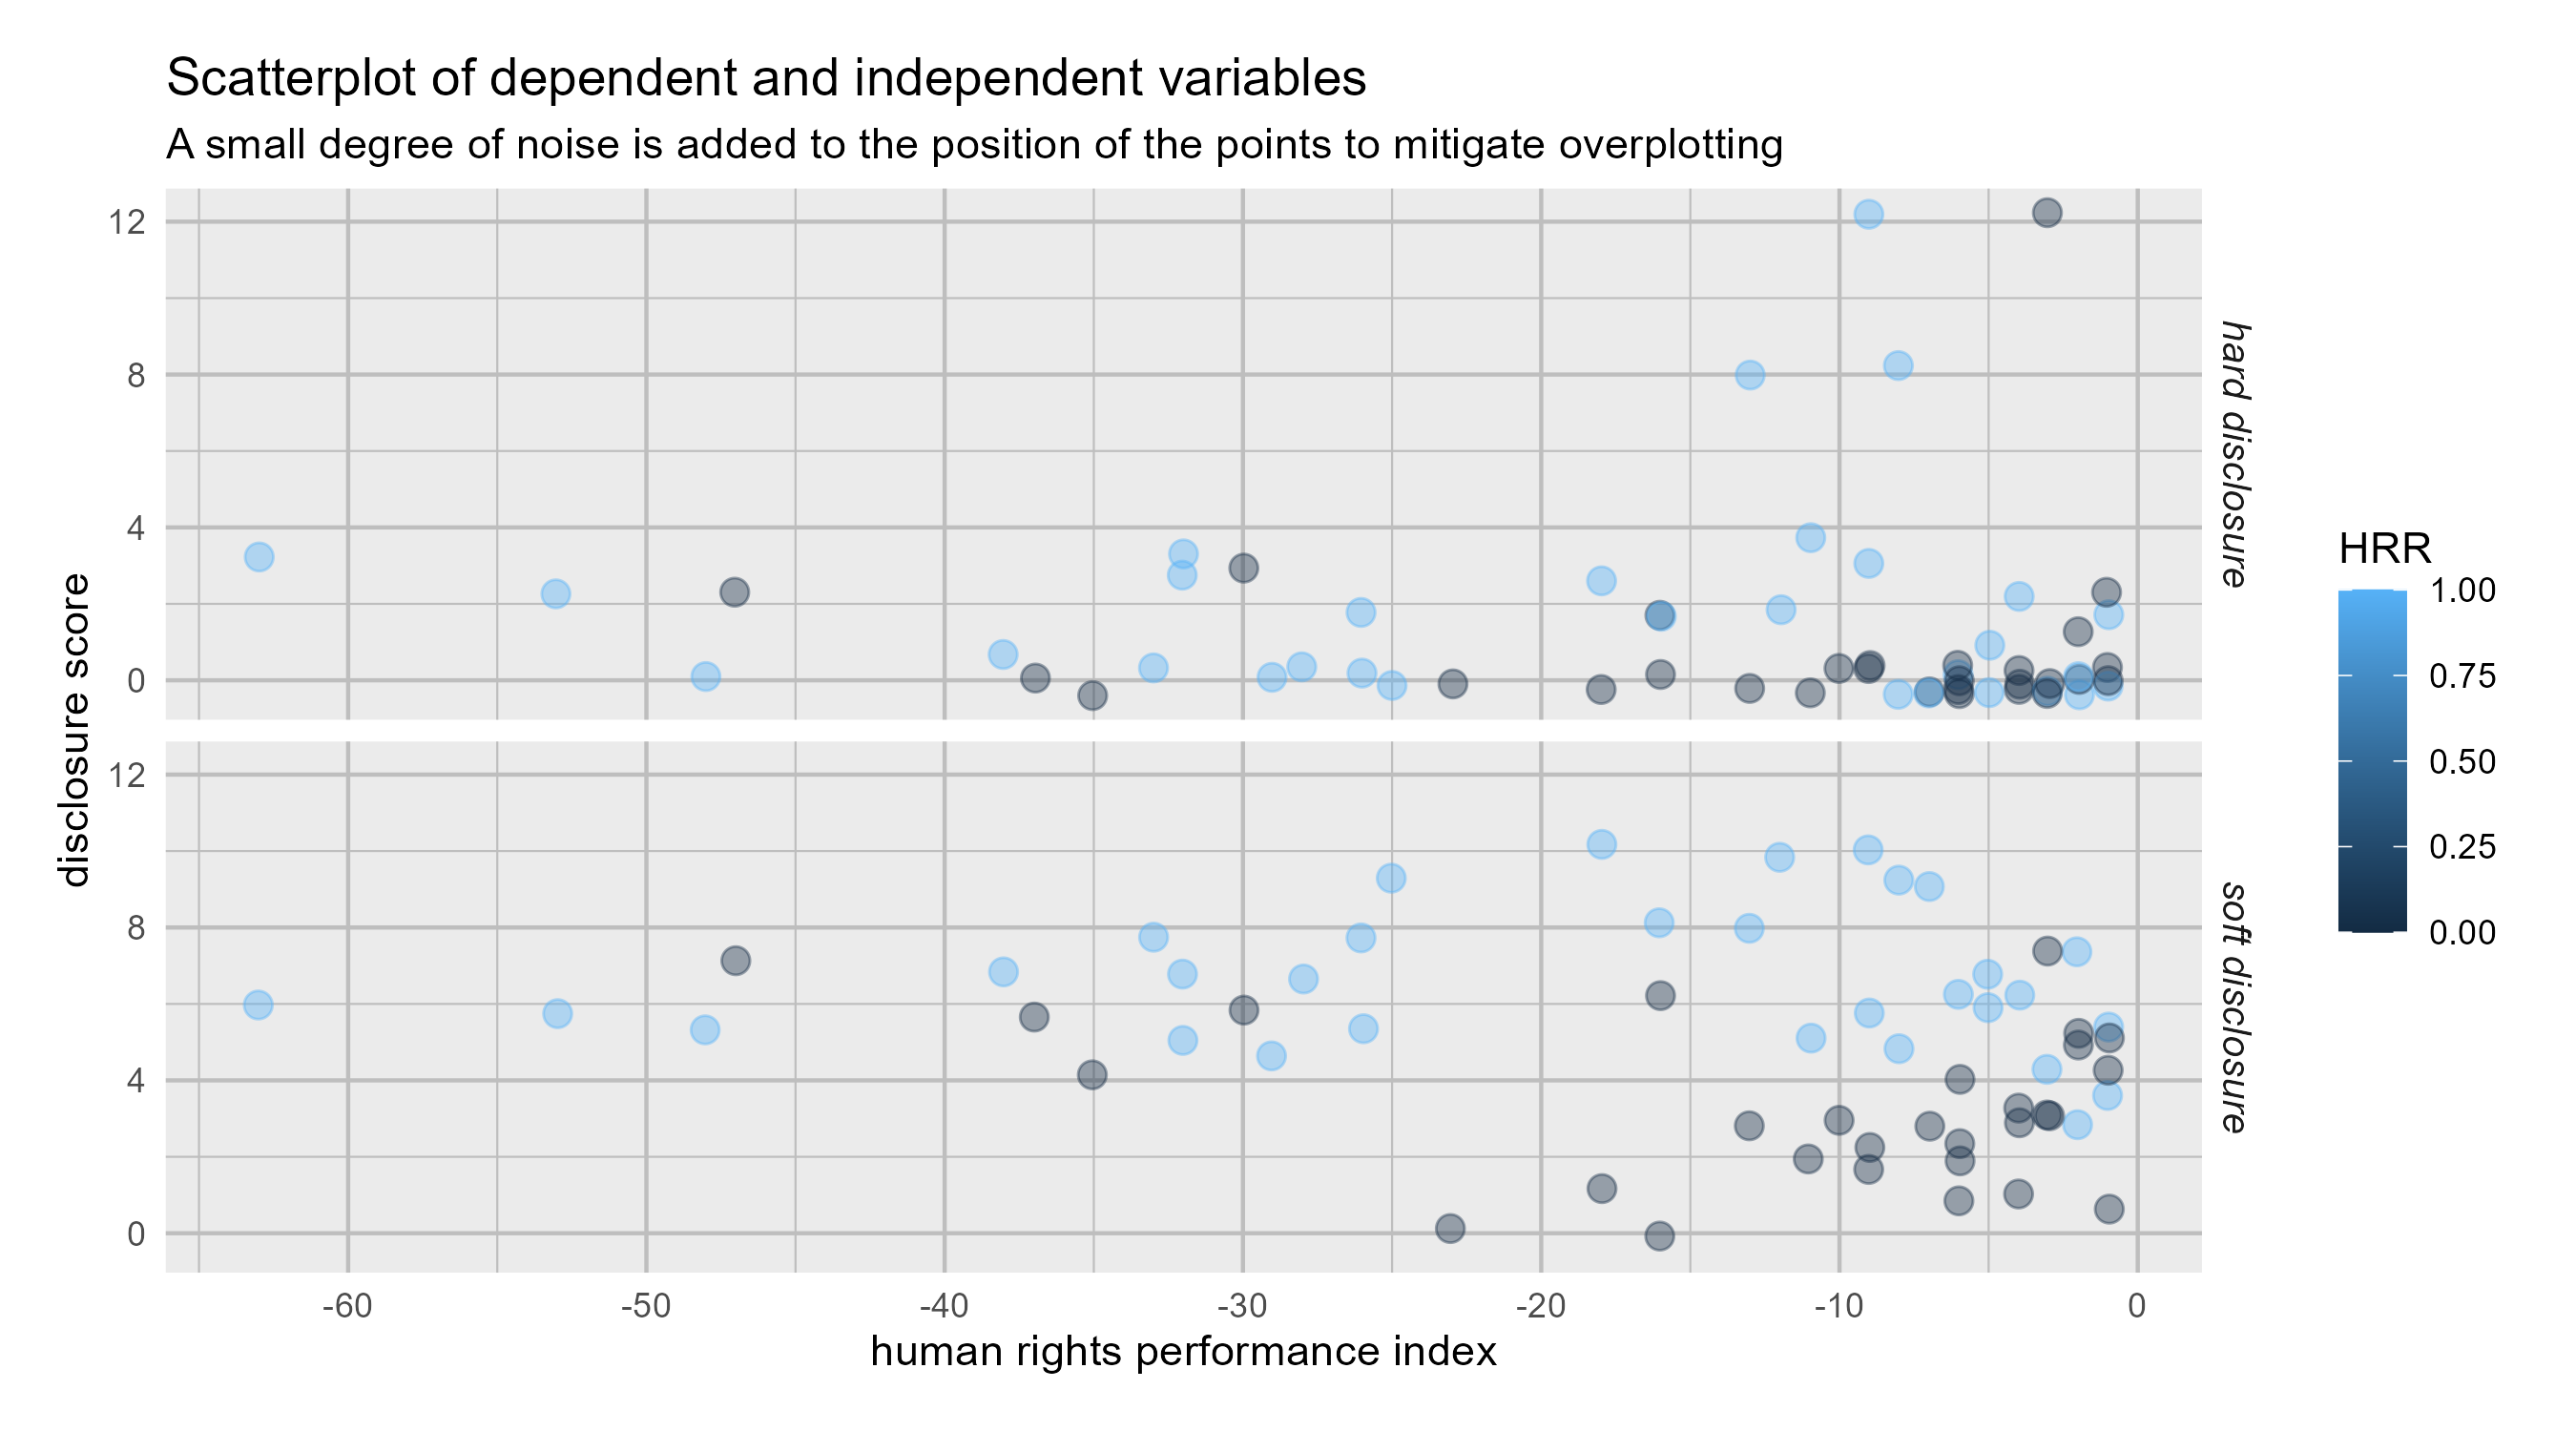 Scatterplot of dependent and independent variables
A small degree of noise is added to the position of the points to mitigate overplotting
disclosure score
12
8
4
0
hard disclosure
12
8
4
0
soft disclosure
-60 -50 -40 -30 -20 -10 0
human rights performance index
HRR
1.00
0.75
0.50
0.25
0.00